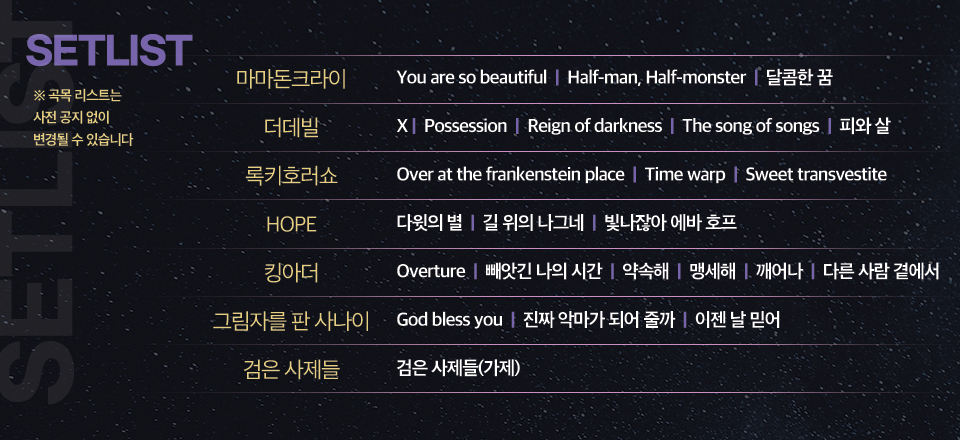 SETLIST
※ 곡목 리스트는
사전 공지 없이
변경될 수 있습니다
마마돈크라이 You are so beautiful | Half-man, Half-monster | 달콤한 꿈
더데빌 X | Possession | Reign of darkness | The song of songs | 피와 살
록키호러쇼 Over at the frankenstein place | Time warp | Sweet transvestite
HOPE 다윗의 별 | 길 위의 나그네 | 빛나잖아 에바 호프
킹아더 Overture | 빼앗긴 나의 시간 | 약속해 | 맹세해 | 깨어나 | 다른 사람 곁에서
그림자를 판 사나이 God bless you | 진짜 악마가 되어 줄까 | 이젠 날 믿어
검은 사제들 검은 사제들(가제)
SETLIST